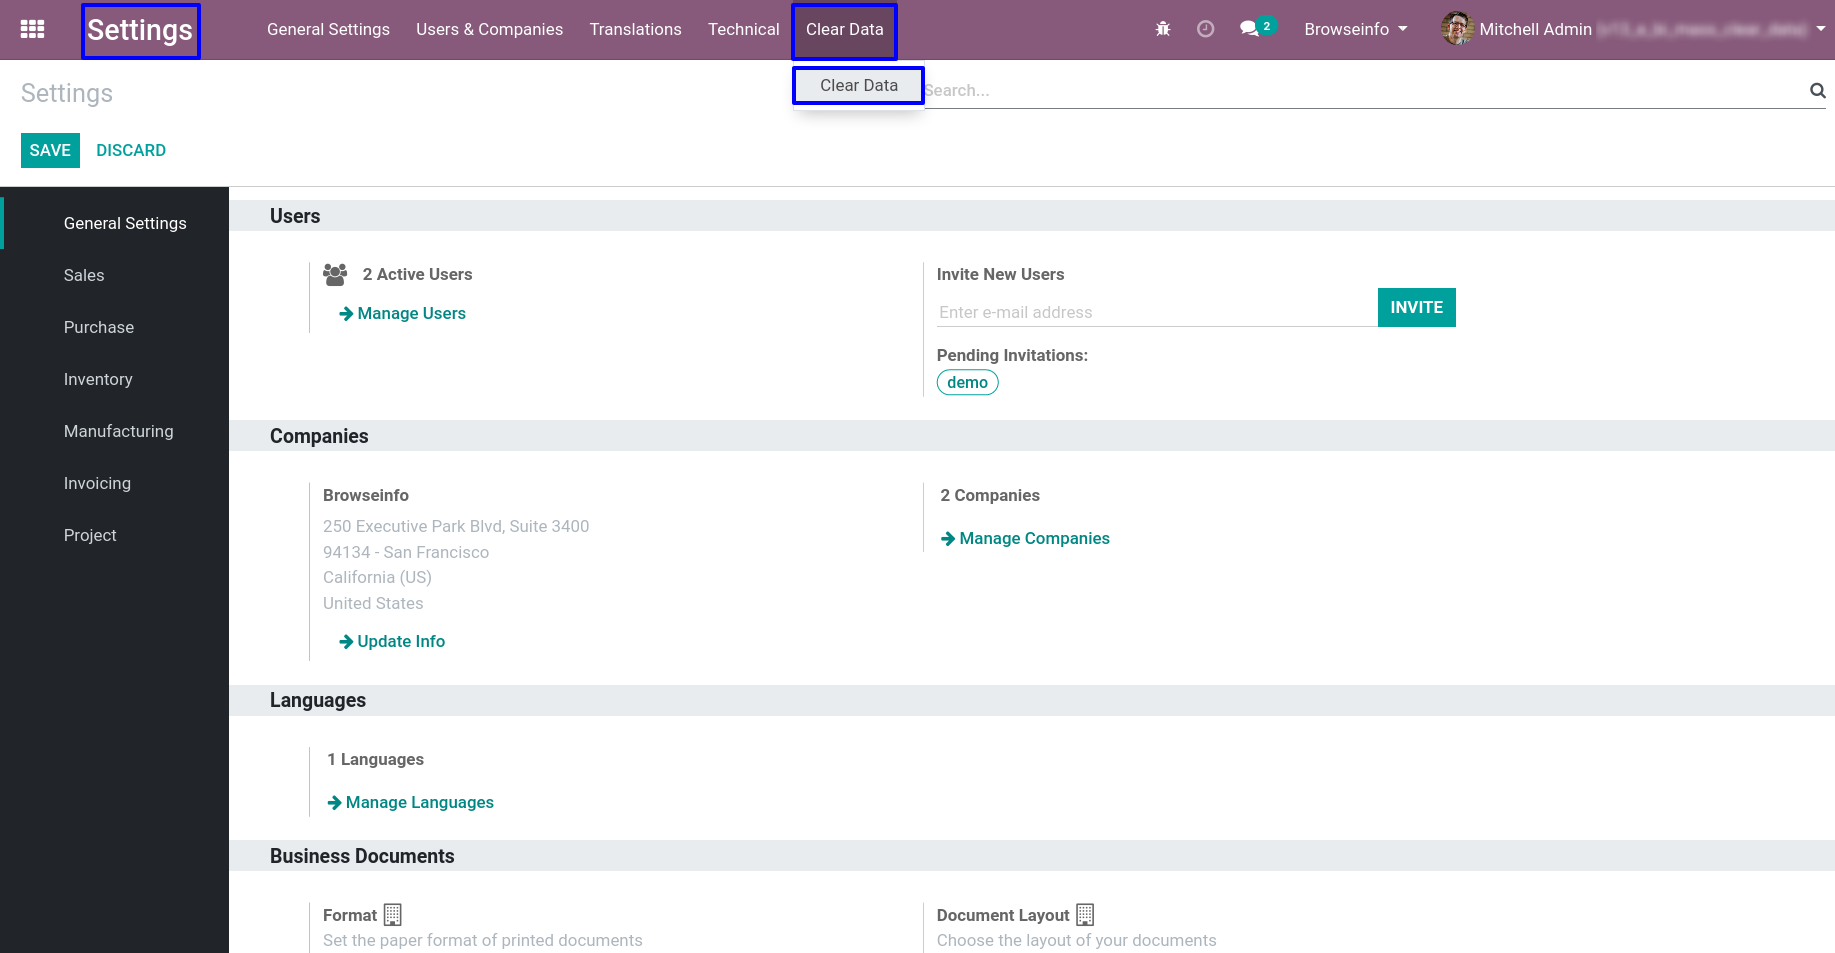 Settings General Settings Users & Companies Translations Technical Clear Data 2 Browseinfo Mitchell Admin
Clear Data
Settings
Search...
SAVE DISCARD
General Settings
Sales
Purchase
Inventory
Manufacturing
Invoicing
Project
Users
2 Active Users
Manage Users
Invite New Users
Enter e-mail address INVITE
Pending Invitations:
demo
Companies
Browseinfo
250 Executive Park Blvd, Suite 3400
94134 - San Francisco
California (US)
United States
Update Info
2 Companies
Manage Companies
Languages
1 Languages
Manage Languages
Business Documents
Format
Set the paper format of printed documents
Document Layout
Choose the layout of your documents